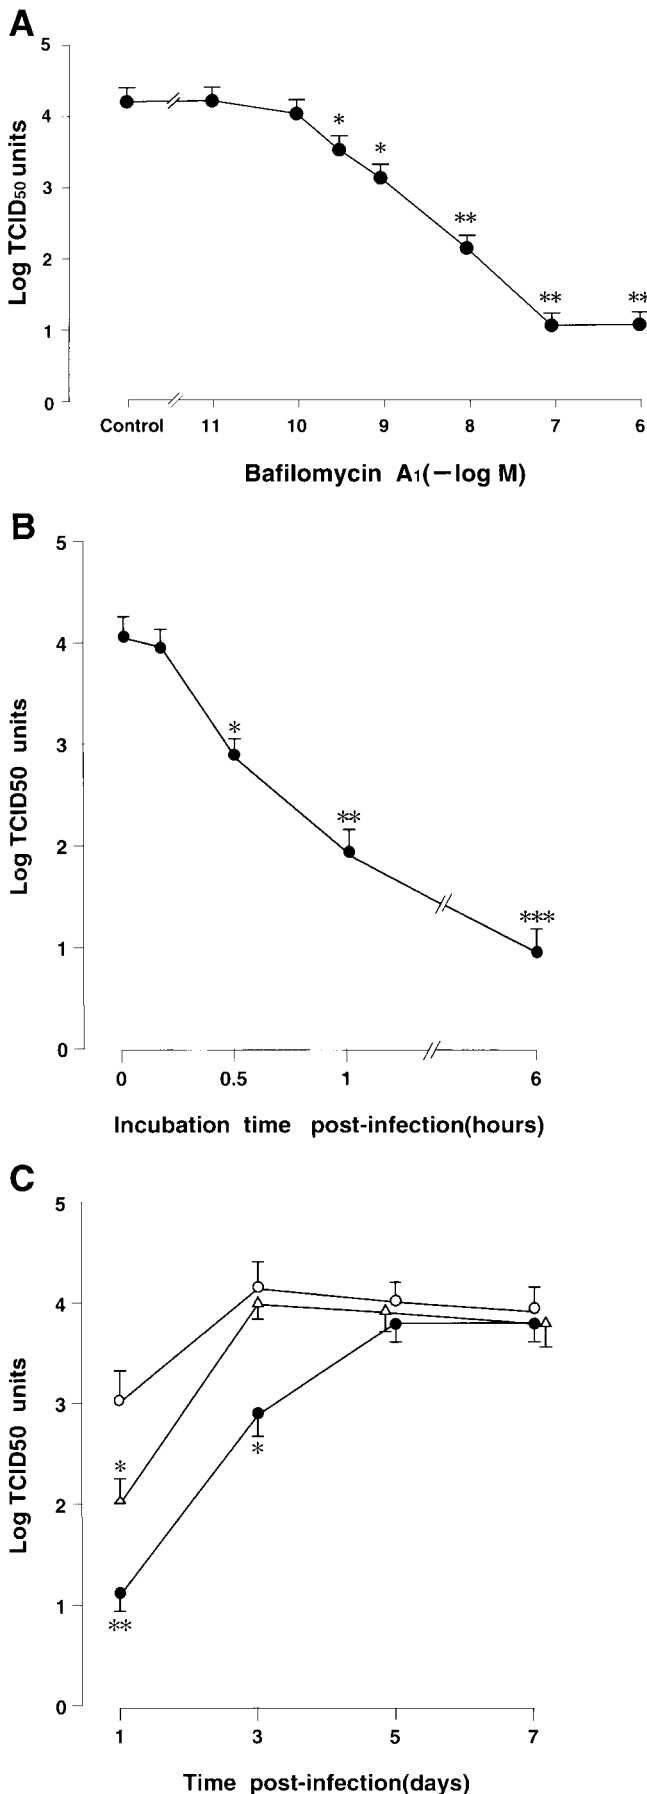 A
5
4
3
2
1
0
Log TCID50 units
*
*
**
**
**
Control 11 10 9 8 7 6
Bafilomycin A1(−log M)
B
5
4
3
2
1
0
Log TCID50 units
*
**
***
0 0.5 1 6
Incubation time post-infection(hours)
C
5
4
3
2
1
0
Log TCID50 units
*
*
**
1 3 5 7
Time post-infection(days)